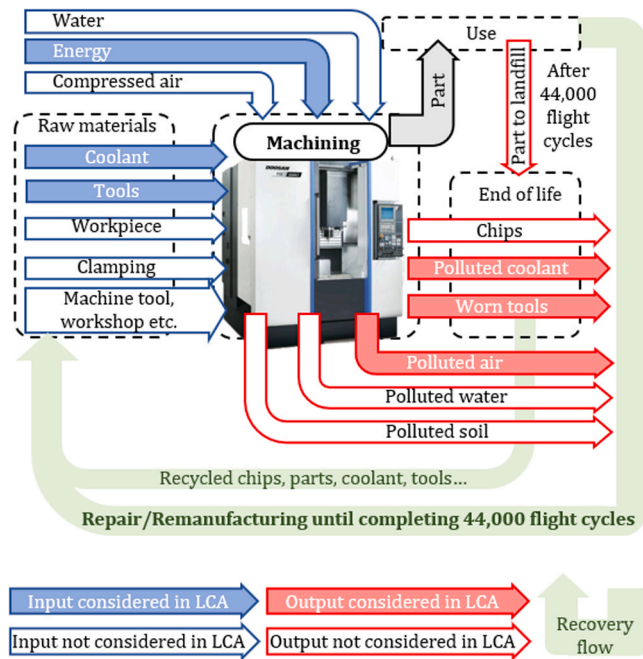 Water
Energy
Compressed air
Use
Part
Part to landfill
After
44,000
flight
cycles
Raw materials
Machining
DOOSAN
Coolant
Tools
Workpiece
Clamping
Machine tool,
workshop etc.
End of life
Chips
Polluted coolant
Worn tools
Polluted air
Polluted water
Polluted soil
Recycled chips, parts, coolant, tools...
Repair/Remanufacturing until completing 44,000 flight cycles
Input considered in LCA
Output considered in LCA
Input not considered in LCA
Output not considered in LCA
Recovery
flow